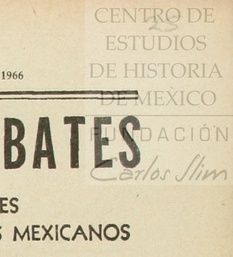 CENTRO DE
ESTUDIOS
DE HISTORIA
DE MÉXICO
FUNDACIÓN
Carlos Slim
1966
BATES
ES
S MEXICANOS